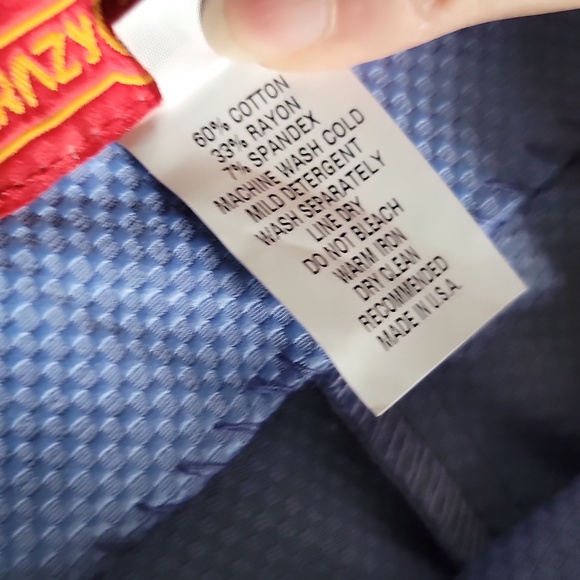 RAZY
60% COTTON
33% RAYON
7% SPANDEX
MACHINE WASH COLD
MILD DETERGENT
WASH SEPARATELY
LINE DRY
DO NOT BLEACH
WARM IRON
DRY CLEAN
RECOMMENDED
MADE IN U.S.A.